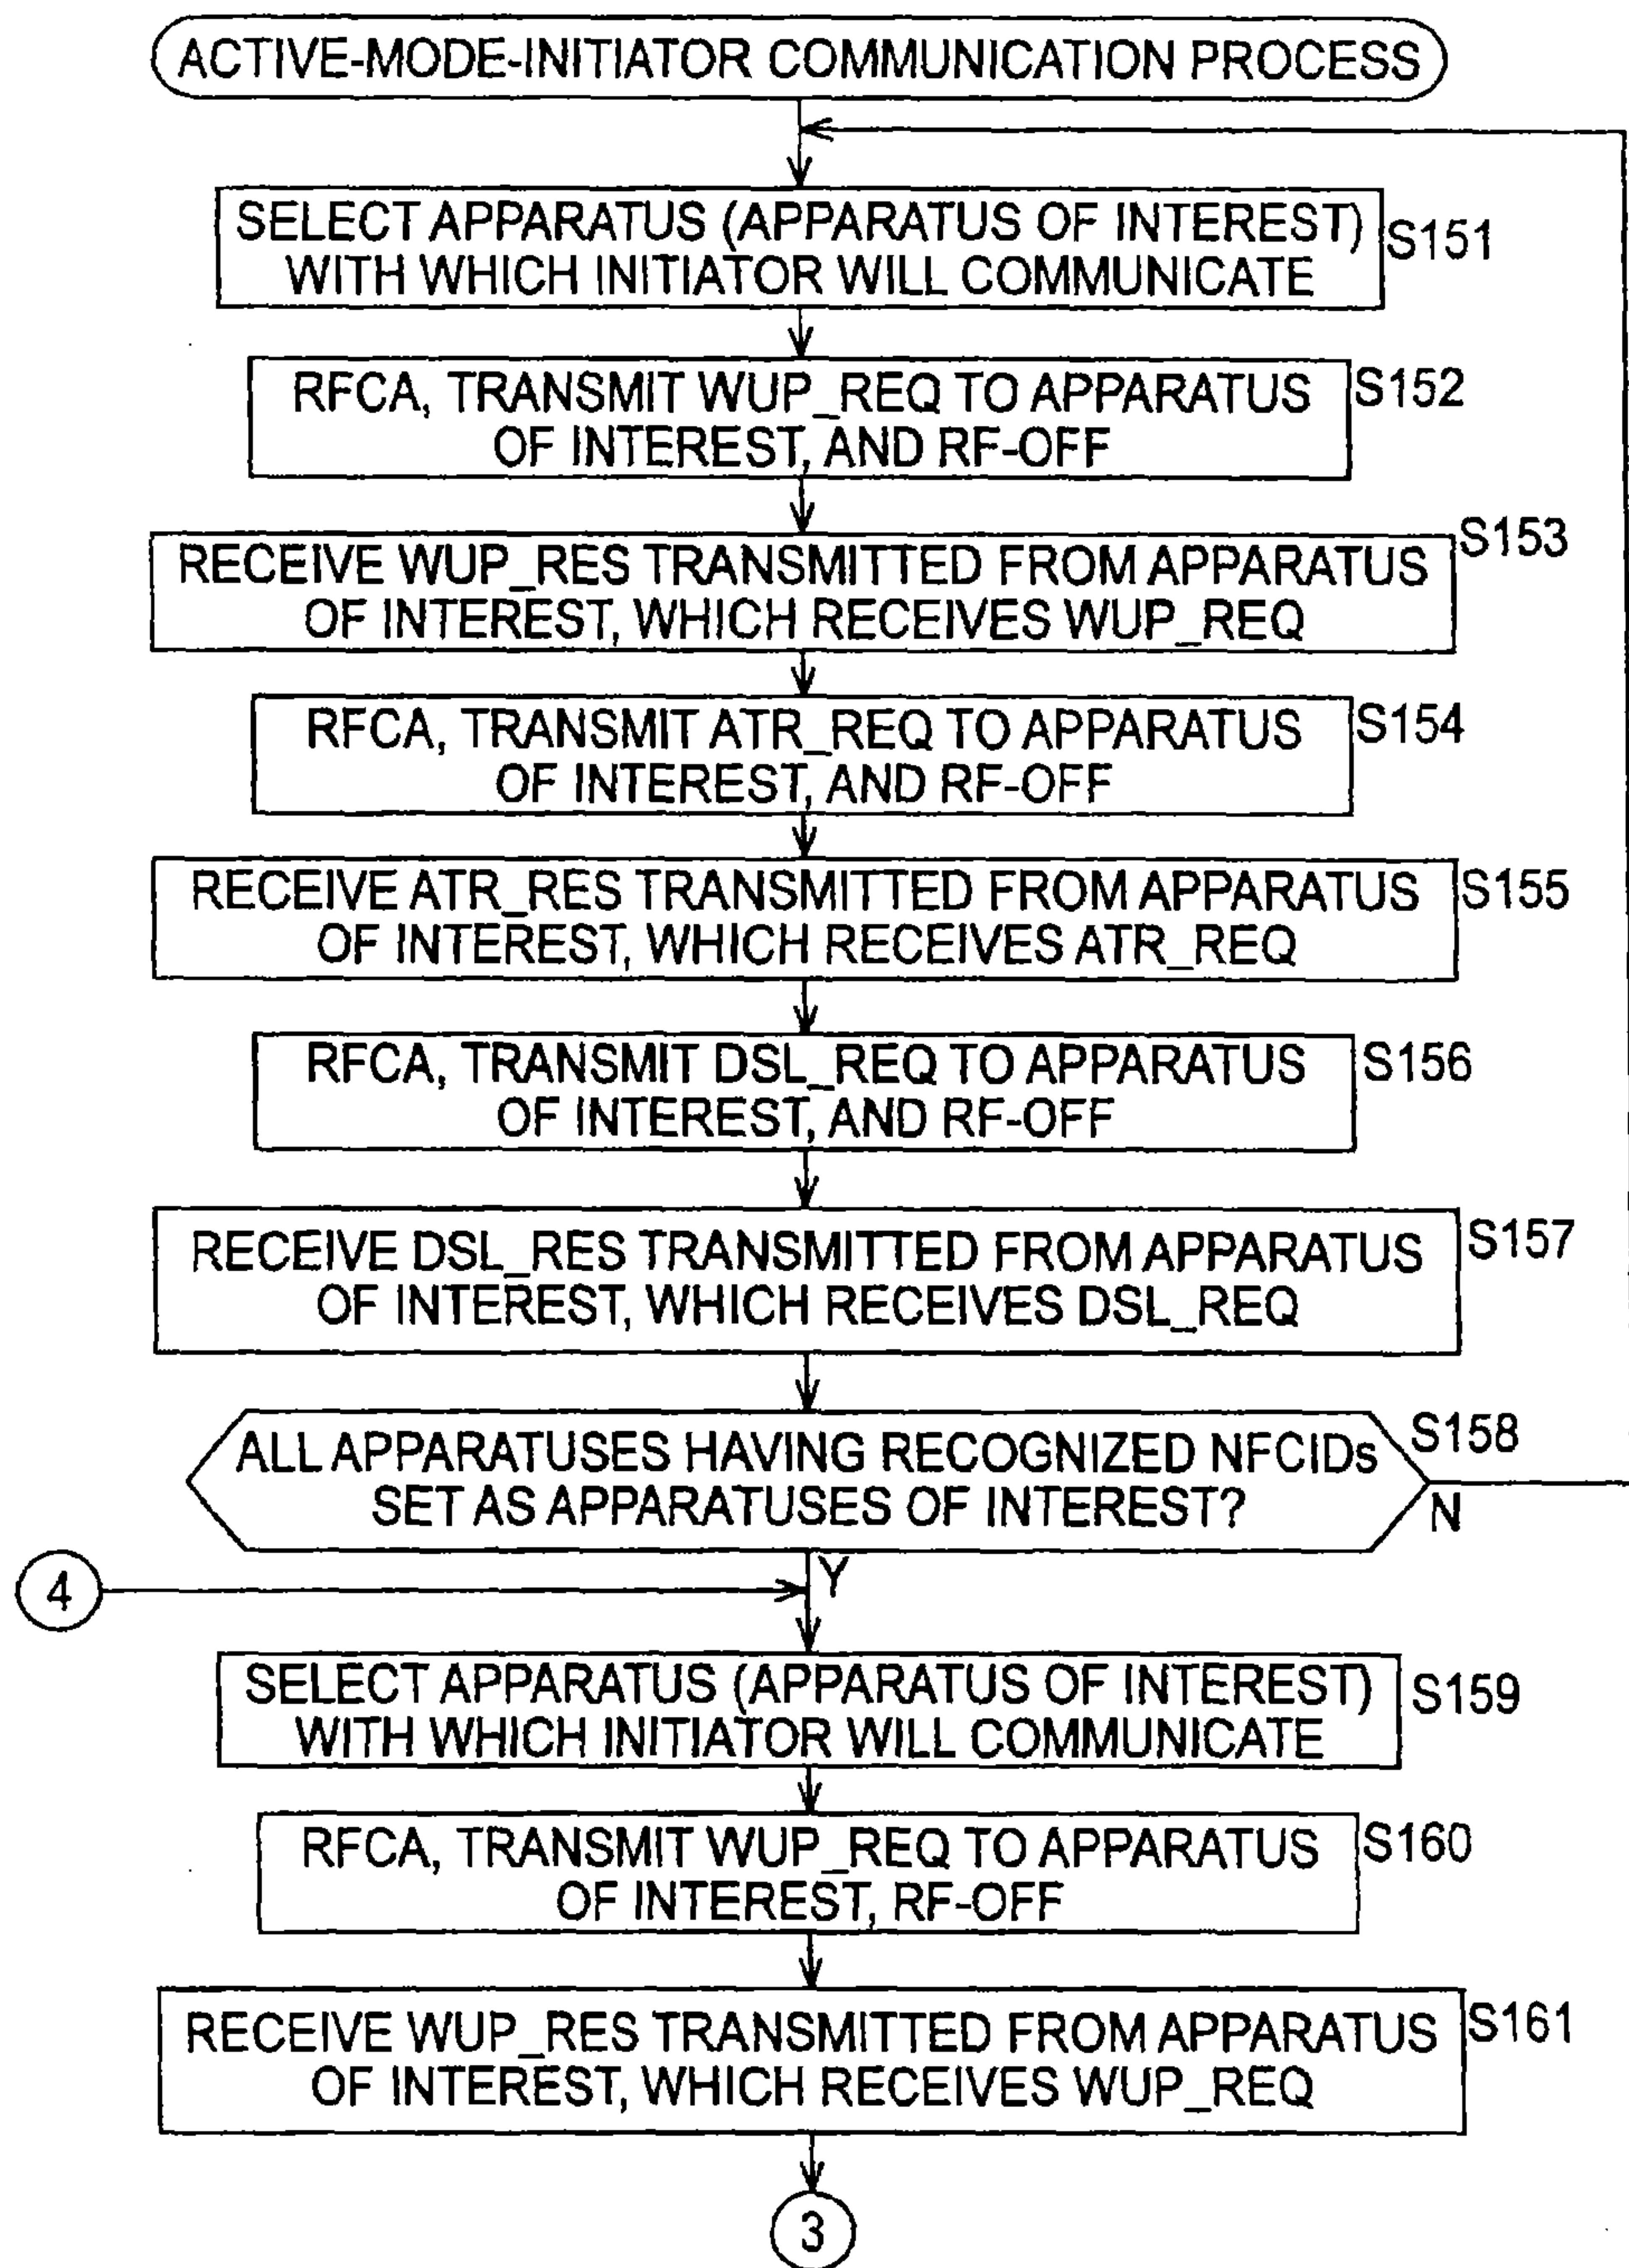 ACTIVE-MODE-INITIATOR COMMUNICATION PROCESS
SELECT APPARATUS (APPARATUS OF INTEREST)
WITH WHICH INITIATOR WILL COMMUNICATE
S151
RFCA, TRANSMIT WUP_REQ TO APPARATUS
OF INTEREST, AND RF-OFF
S152
RECEIVE WUP_RES TRANSMITTED FROM APPARATUS
OF INTEREST, WHICH RECEIVES WUP_REQ
S153
RFCA, TRANSMIT ATR_REQ TO APPARATUS
OF INTEREST, AND RF-OFF
S154
RECEIVE ATR_RES TRANSMITTED FROM APPARATUS
OF INTEREST, WHICH RECEIVES ATR_REQ
S155
RFCA, TRANSMIT DSL_REQ TO APPARATUS
OF INTEREST, AND RF-OFF
S156
RECEIVE DSL_RES TRANSMITTED FROM APPARATUS
OF INTEREST, WHICH RECEIVES DSL_REQ
S157
ALL APPARATUSES HAVING RECOGNIZED NFCIDs
SET AS APPARATUSES OF INTEREST?
S158
N
Y
4
SELECT APPARATUS (APPARATUS OF INTEREST)
WITH WHICH INITIATOR WILL COMMUNICATE
S159
RFCA, TRANSMIT WUP_REQ TO APPARATUS
OF INTEREST, RF-OFF
S160
RECEIVE WUP_RES TRANSMITTED FROM APPARATUS
OF INTEREST, WHICH RECEIVES WUP_REQ
S161
3